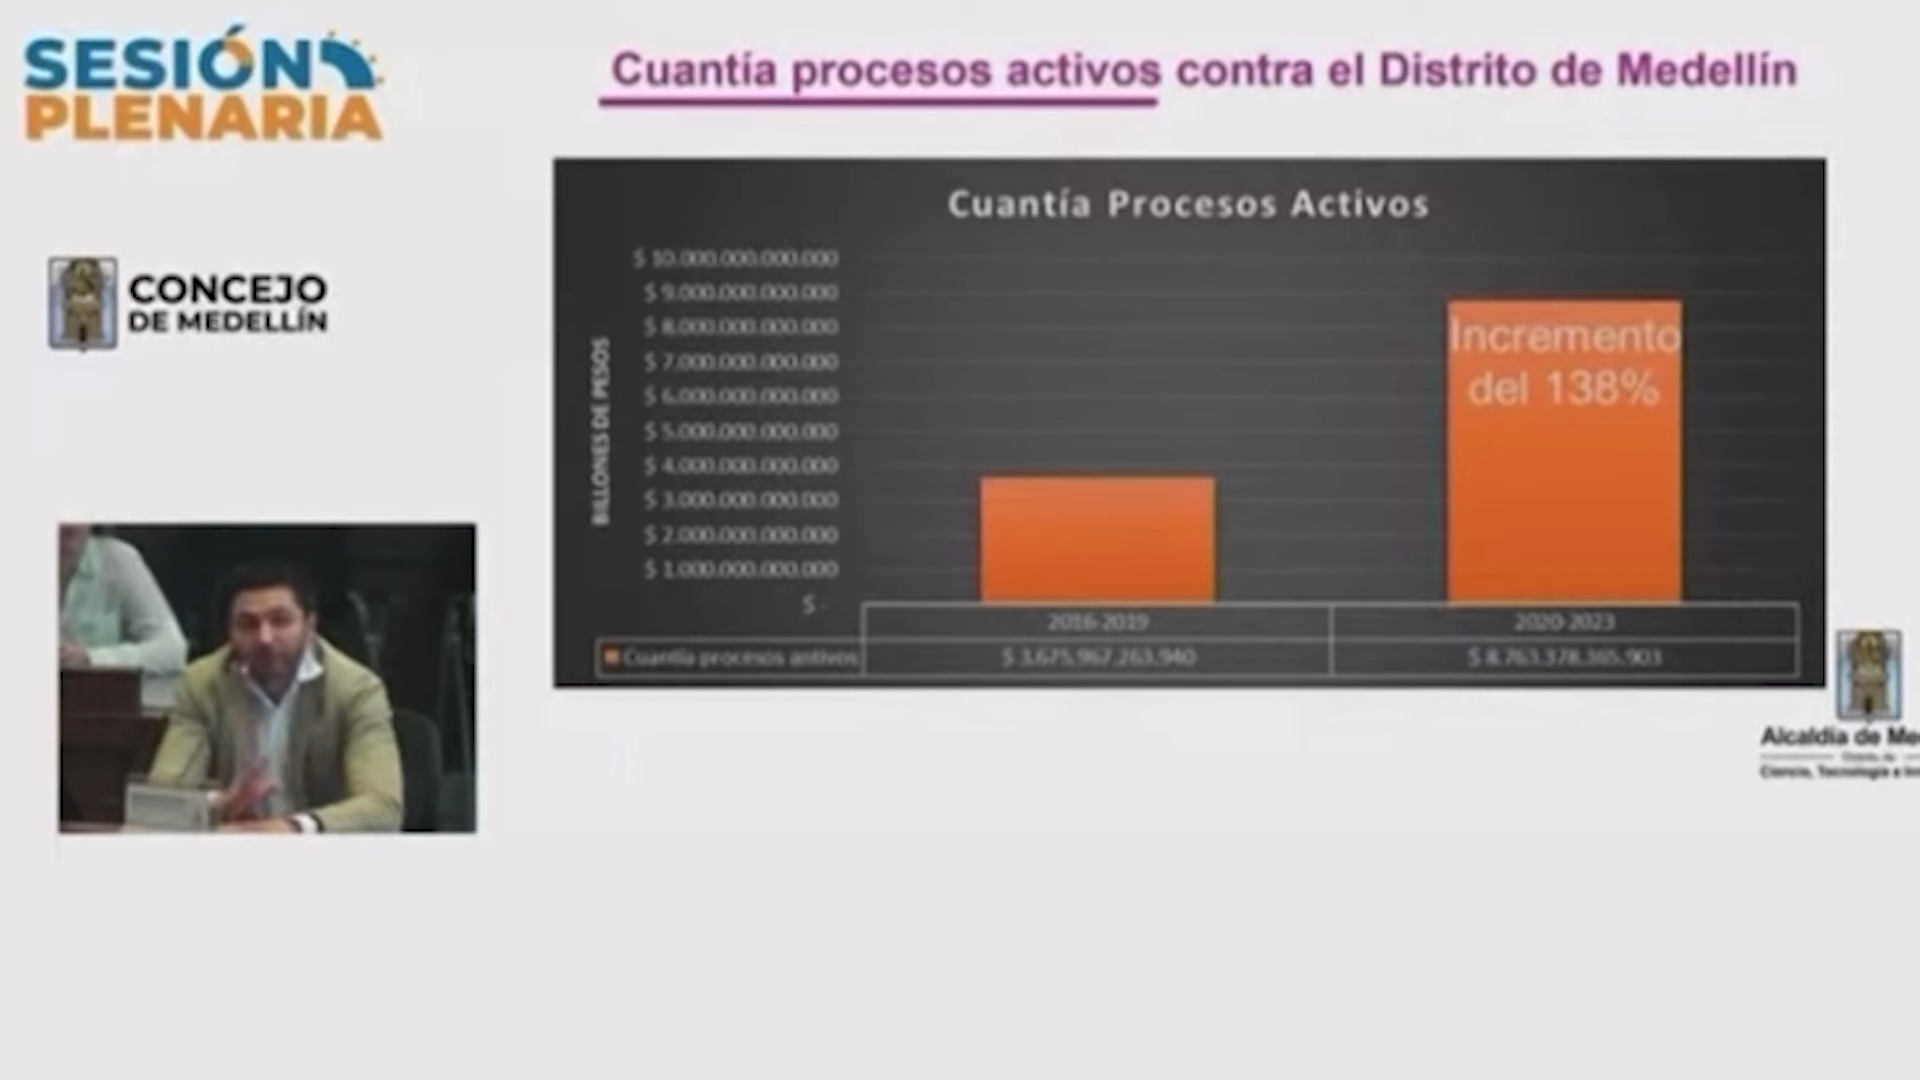 SESIÓN
PLENARIA
Cuantía procesos activos contra el Distrito de Medellín
CONCEJO
DE MEDELLÍN
Cuantía Procesos Activos
BILLONES DE PESOS
$ 10.000.000.000.000
$ 9.000.000.000.000
$ 8.000.000.000.000
$ 7.000.000.000.000
$ 6.000.000.000.000
$ 5.000.000.000.000
$ 4.000.000.000.000
$ 3.000.000.000.000
$ 2.000.000.000.000
$ 1.000.000.000.000
$ -
Incremento
del 138%
2016-2019
2020-2023
Cuantía procesos
$ 3.675.967.263.940
$ 8.763.378.365.903
Alcaldía de Me
Ciencia, Tecnología e